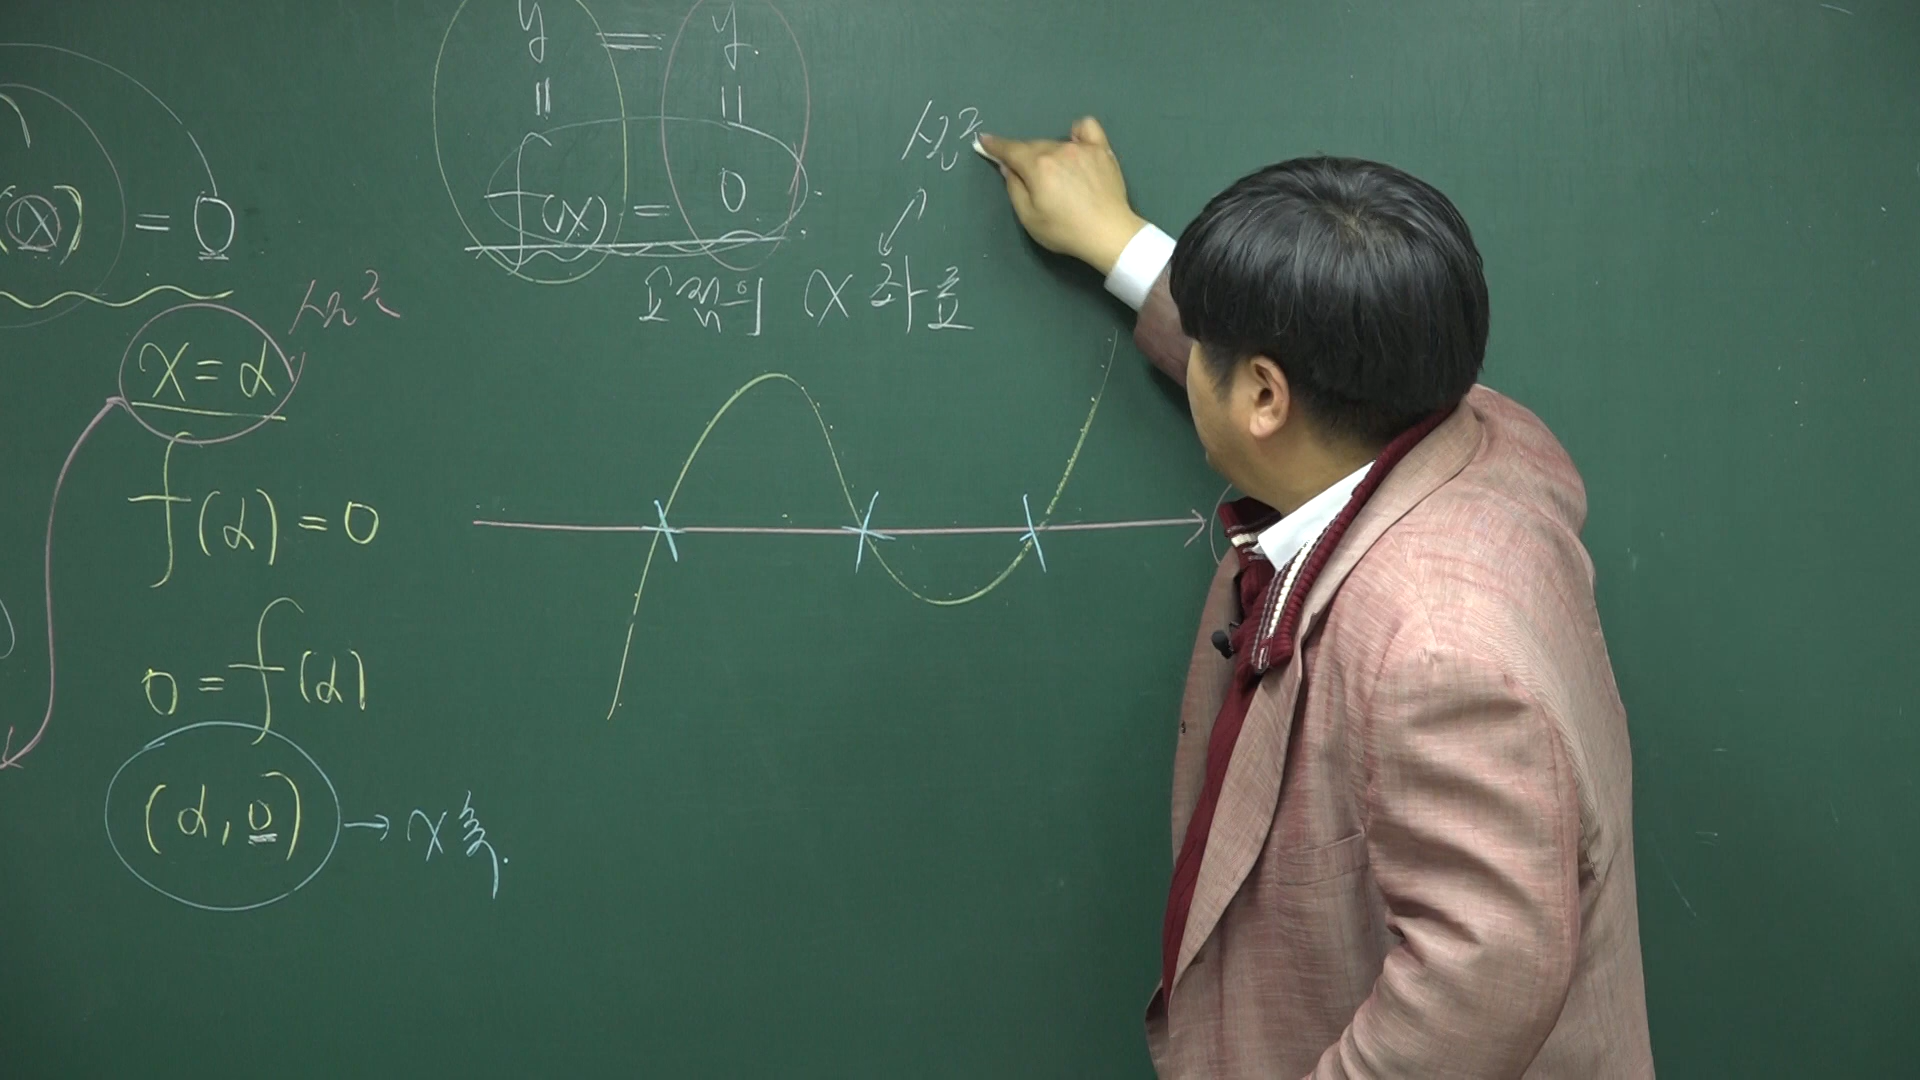 y = y
॥ ॥
f(x) = 0
(x) = 0
실근
x = α
f(α) = 0
0 = f(α)
(α, 0) → x축.
실근
교점의 x좌표